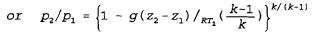 or p₂/p₁ = {1 - g(z₂-z₁)/RT₁(k-1/k)}^k/(k-1)